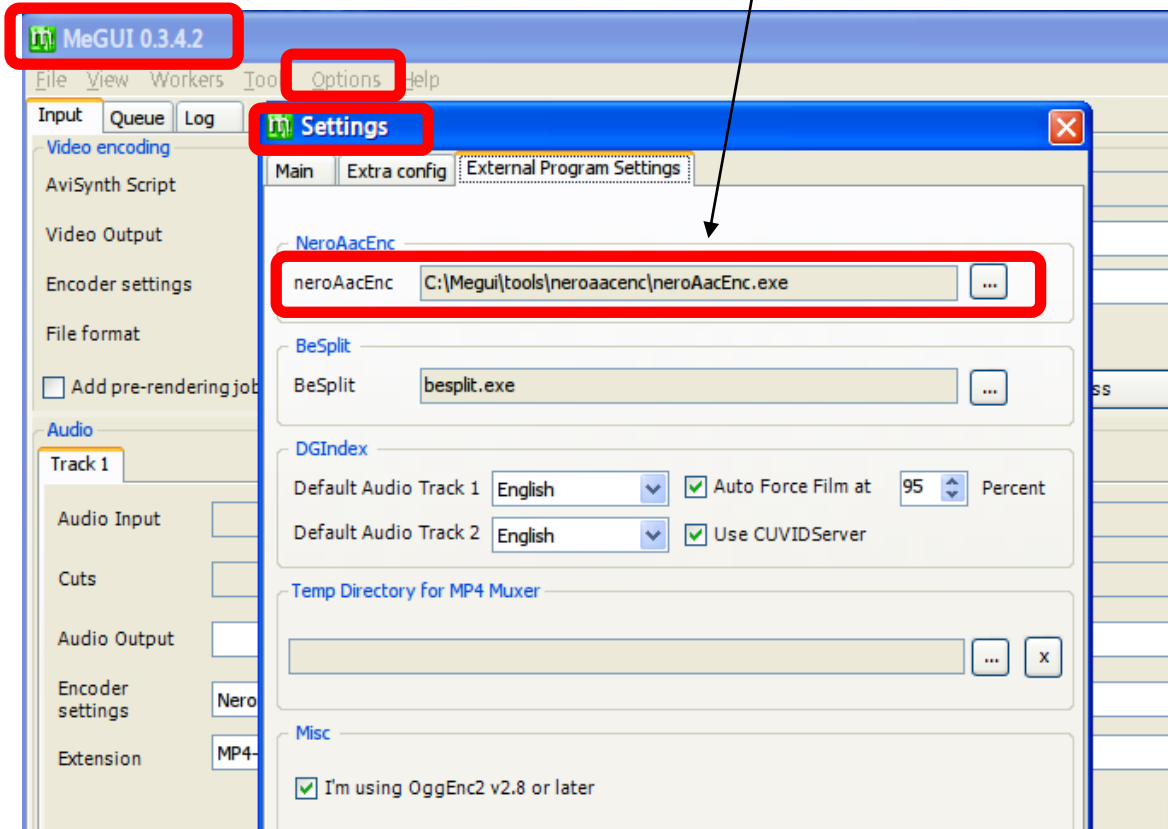 MeGUI 0.3.4.2
File View Workers Too Options Help
Input Queue Log
Settings
Video encoding
Main Extra config External Program Settings
AviSynth Script
Video Output
NeroAacEnc
Encoder settings
neroAacEnc C:\Megui\tools\neroaacenc\neroAacEnc.exe ...
File format
BeSplit
Add pre-rendering job
BeSplit besplit.exe ...
ss
Audio
DGIndex
Track 1
Default Audio Track 1 English Auto Force Film at 95 Percent
Audio Input
Default Audio Track 2 English Use CUVIDServer
Cuts
Temp Directory for MP4 Muxer
Audio Output
... x
Encoder
settings
Nero
Misc
Extension MP4-
I'm using OggEnc2 v2.8 or later